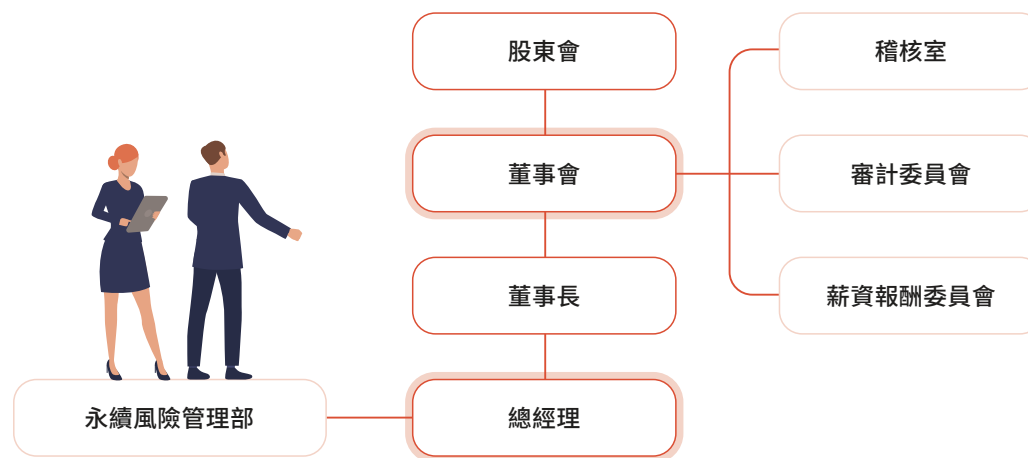 股東會
稽核室
董事會
審計委員會
董事長
薪資報酬委員會
永續風險管理部
總經理